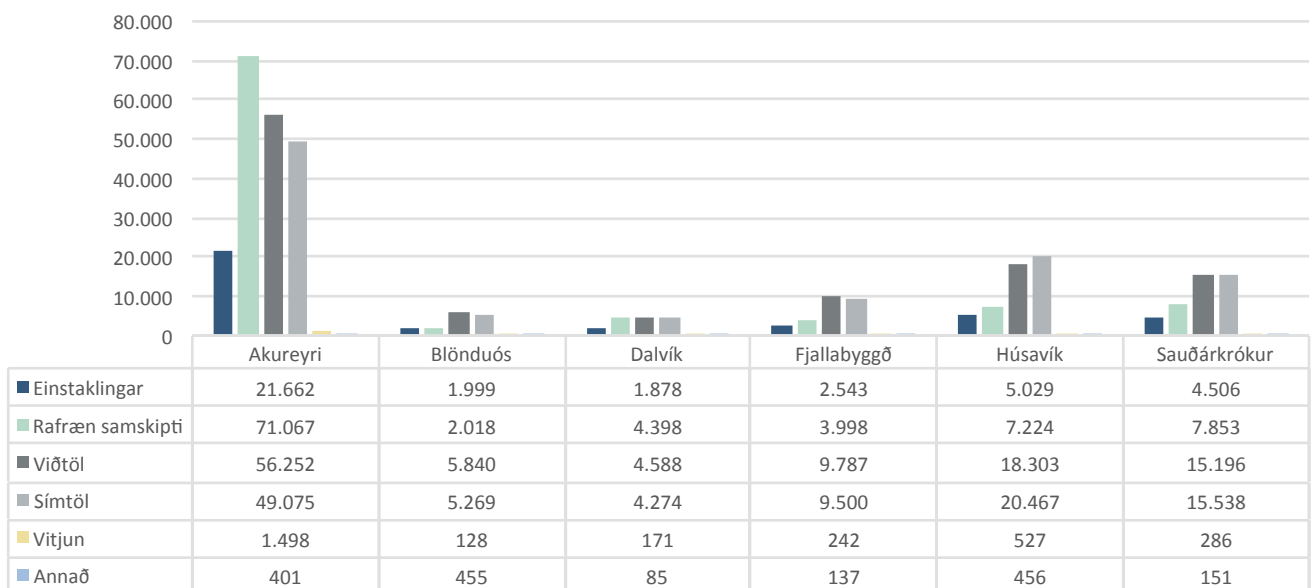 80.000
70.000
60.000
50.000
40.000
30.000
20.000
10.000
0
Akureyri Blönduós Dalvík Fjallabyggð Húsavík Sauðárkrókur
Einstaklingar 21.662 1.999 1.878 2.543 5.029 4.506
Rafræn samskipti 71.067 2.018 4.398 3.998 7.224 7.853
Viðtöl 56.252 5.840 4.588 9.787 18.303 15.196
Símtöl 49.075 5.269 4.274 9.500 20.467 15.538
Vitjun 1.498 128 171 242 527 286
Annað 401 455 85 137 456 151